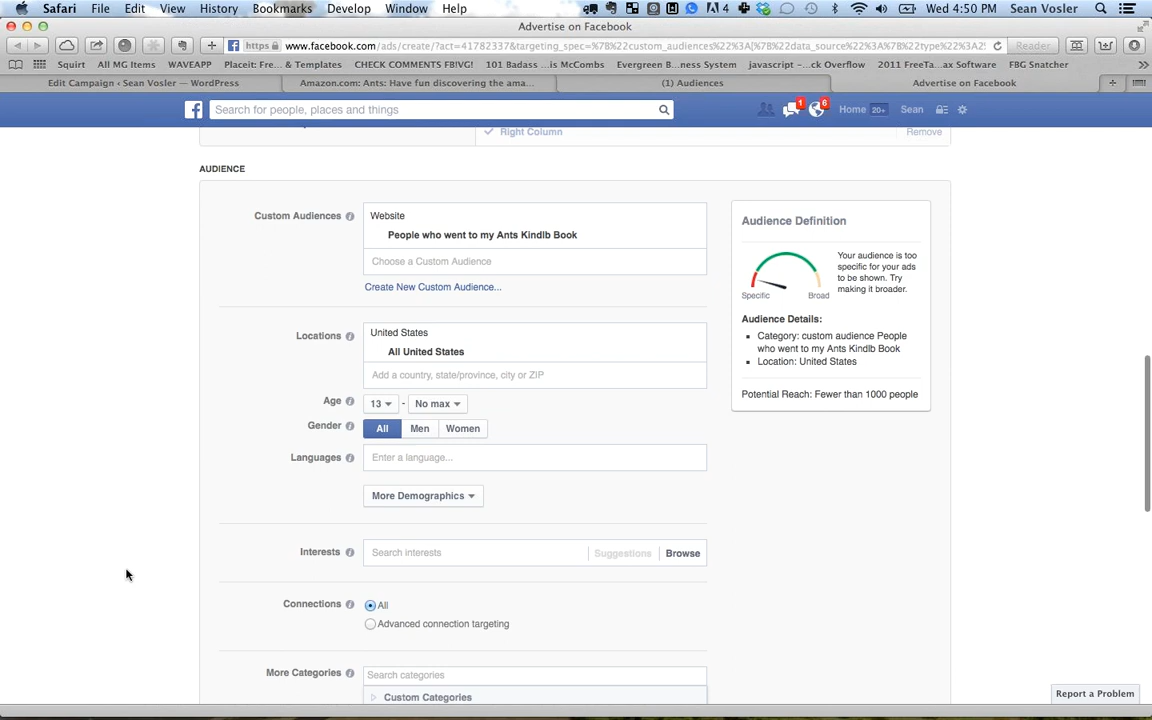 Safari File Edit View History Bookmarks Develop Window Help 4 Wed 4:50 PM Sean Vosler
Advertise on Facebook
https www.facebook.com/ads/create/?act=41782337&targeting_spec=%7B%22custom_audiences%22%3A[%7B%22data_source%22%3A%7B%22type%22%3A%2 Reader
Squirt All MG Items WAVEAPP Placeit: Fre... & Templates CHECK COMMENTS FBIVG! 101 Badass ...is McCombs Evergreen B...ness System javascript -...ck Overflow 2011 FreeTa...ax Software FBG Snatcher
Edit Campaign ‹ Sean Vosler — WordPress Amazon.com: Ants: Have fun discovering the ama... (1) Audiences Advertise on Facebook
Search for people, places and things 1 6 Home 20+ Sean
Right Column Remove
AUDIENCE
Custom Audiences Website
People who went to my Ants Kindlb Book
Choose a Custom Audience
Create New Custom Audience...
Audience Definition
Your audience is too
specific for your ads
to be shown. Try
making it broader.
Specific Broad
Audience Details:
Category: custom audience People
who went to my Ants Kindlb Book
Location: United States
Potential Reach: Fewer than 1000 people
Locations United States
All United States
Add a country, state/province, city or ZIP
Age 13 - No max
Gender All Men Women
Languages Enter a language...
More Demographics
Interests Search interests Suggestions Browse
Connections All
Advanced connection targeting
More Categories Search categories
Custom Categories
Report a Problem